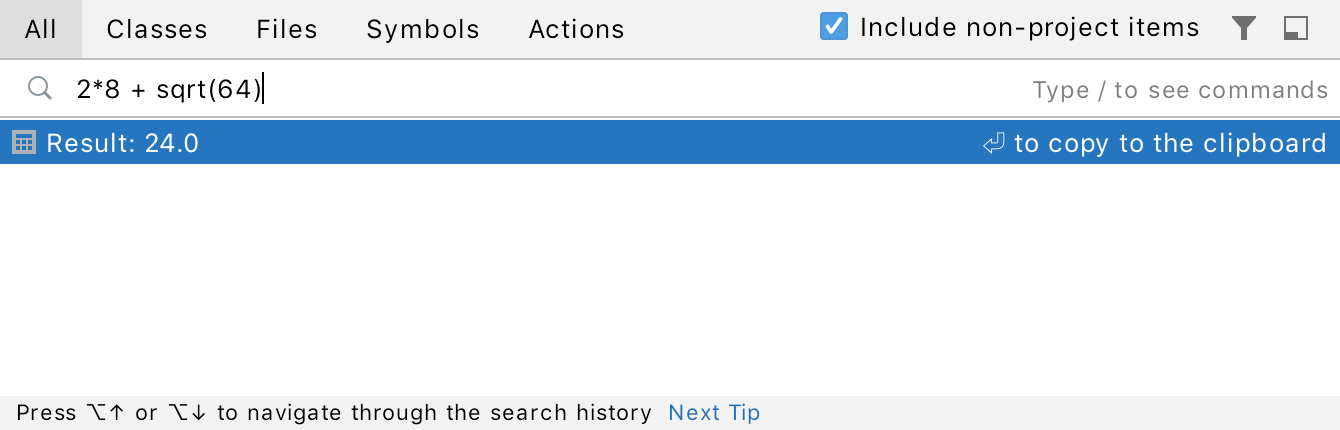 All Classes Files Symbols Actions Include non-project items
2*8 + sqrt(64) Type / to see commands
Result: 24.0 ⏎ to copy to the clipboard
Press ⌥↑ or ⌥↓ to navigate through the search history Next Tip